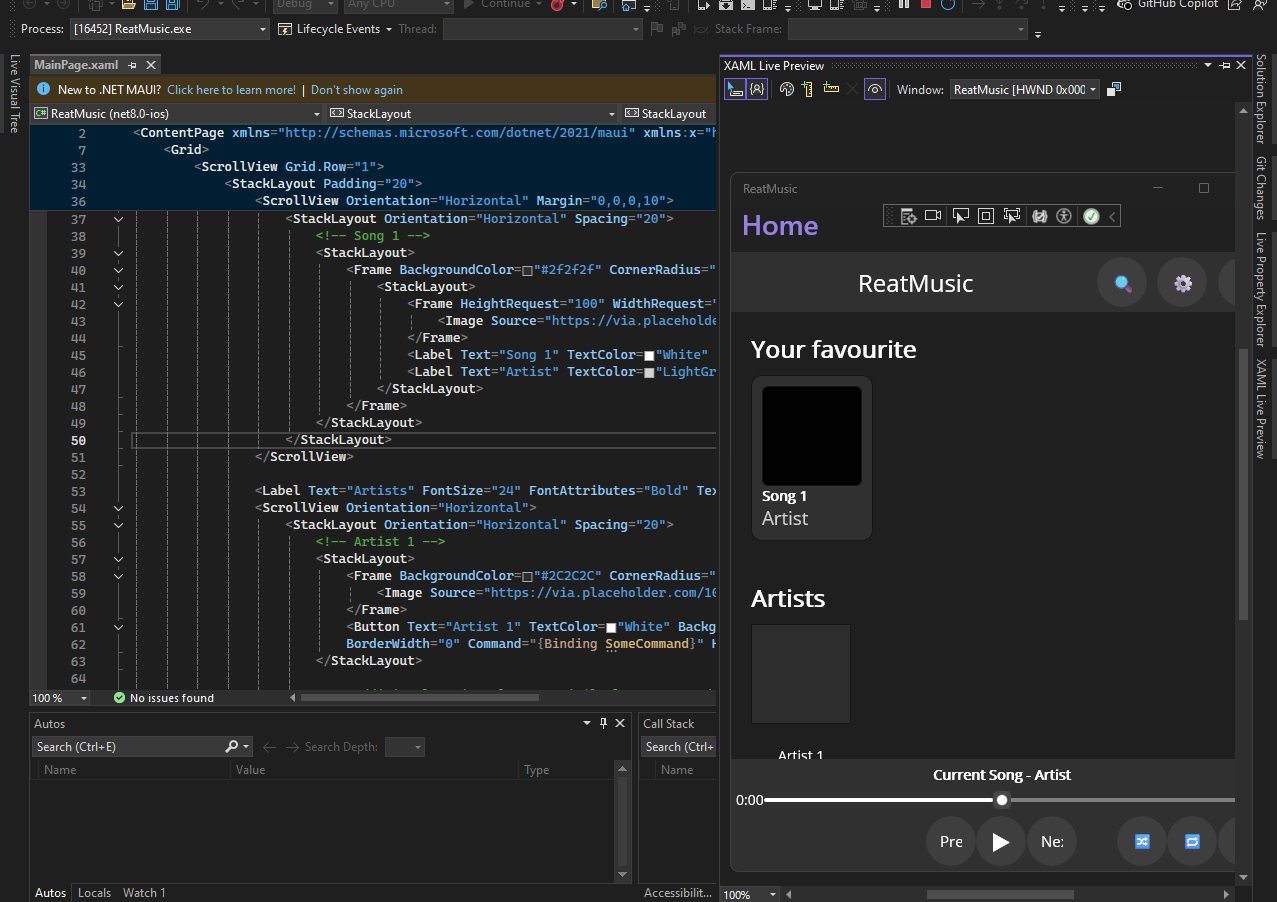 Debug Any CPU Continue GitHub Copilot
Process: [16452] ReatMusic.exe Lifecycle Events Thread: Stack Frame:
Live Visual Tree
MainPage.xaml
New to .NET MAUI? Click here to learn more! | Don't show again
ReatMusic (net8.0-ios) StackLayout StackLayout
2 <ContentPage xmlns="http://schemas.microsoft.com/dotnet/2021/maui" xmlns:x="h
7 <Grid>
33 <ScrollView Grid.Row="1">
34 <StackLayout Padding="20">
36 <ScrollView Orientation="Horizontal" Margin="0,0,0,10">
37 <StackLayout Orientation="Horizontal" Spacing="20">
38 <!-- Song 1 -->
39 <StackLayout>
40 <Frame BackgroundColor="#2f2f2f" CornerRadius="
41 <StackLayout>
42 <Frame HeightRequest="100" WidthRequest="
43 <Image Source="https://via.placeholde
44 </Frame>
45 <Label Text="Song 1" TextColor="White"
46 <Label Text="Artist" TextColor="LightGr
47 </StackLayout>
48 </Frame>
49 </StackLayout>
50 </StackLayout>
51 </ScrollView>
52
53 <Label Text="Artists" FontSize="24" FontAttributes="Bold" Tex
54 <ScrollView Orientation="Horizontal">
55 <StackLayout Orientation="Horizontal" Spacing="20">
56 <!-- Artist 1 -->
57 <StackLayout>
58 <Frame BackgroundColor="#2C2C2C" CornerRadius="
59 <Image Source="https://via.placeholder.com/10
60 </Frame>
61 <Button Text="Artist 1" TextColor="White" Backg
62 BorderWidth="0" Command="{Binding SomeCommand}" H
63 </StackLayout>
64
100 % No issues found
Autos
Search (Ctrl+E) Search Depth:
Name Value Type
Autos Locals Watch 1
Call Stack
Search (Ctrl+
Name
Accessibilit...
XAML Live Preview
Window: ReatMusic [HWND 0x000
ReatMusic
Home
ReatMusic
Your favourite
Song 1
Artist
Artists
Artist 1
Current Song - Artist
0:00
Pre Ne:
100%
Solution Explorer
Git Changes
Live Property Explorer
XAML Live Preview